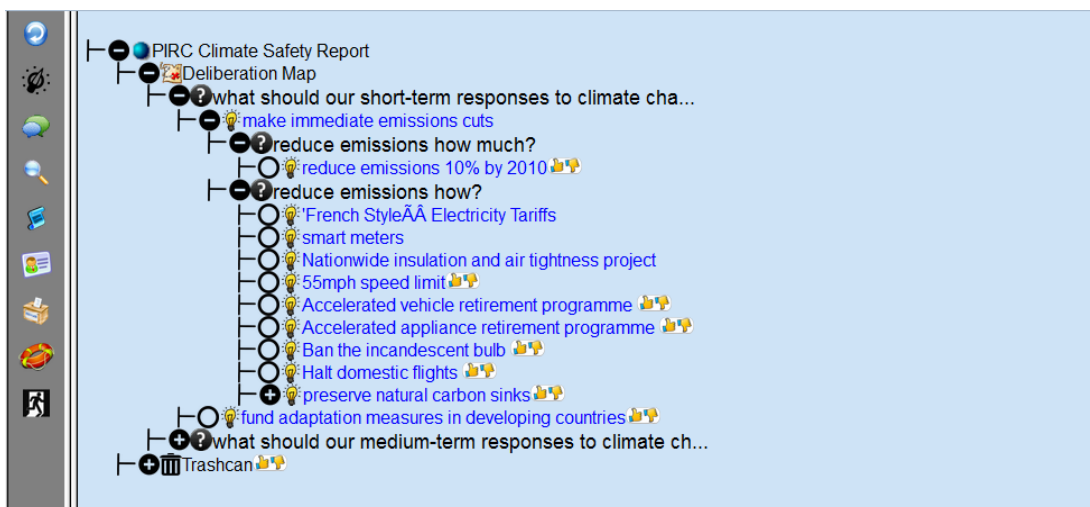 PIRC Climate Safety Report
Deliberation Map
what should our short-term responses to climate cha...
make immediate emissions cuts
reduce emissions how much?
reduce emissions 10% by 2010
reduce emissions how?
'French StyleÃÂ Electricity Tariffs
smart meters
Nationwide insulation and air tightness project
55mph speed limit
Accelerated vehicle retirement programme
Accelerated appliance retirement programme
Ban the incandescent bulb
Halt domestic flights
preserve natural carbon sinks
fund adaptation measures in developing countries
what should our medium-term responses to climate ch...
Trashcan